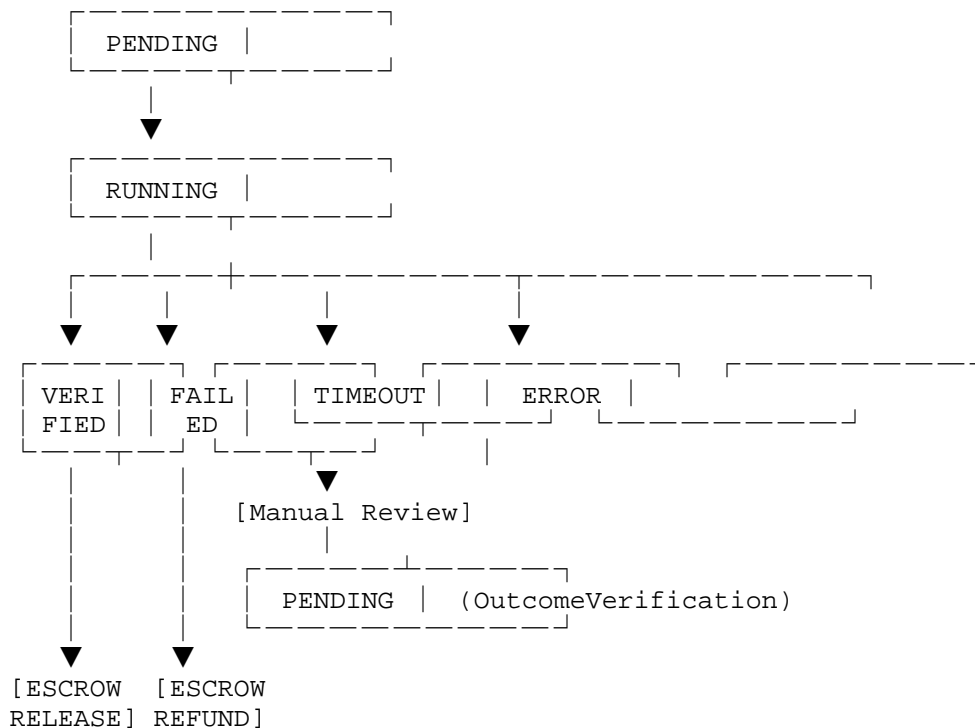 PENDING
RUNNING
VERI FAIL TIMEOUT ERROR
FIED ED
[Manual Review]
PENDING (OutcomeVerification)
[ESCROW [ESCROW
RELEASE] REFUND]